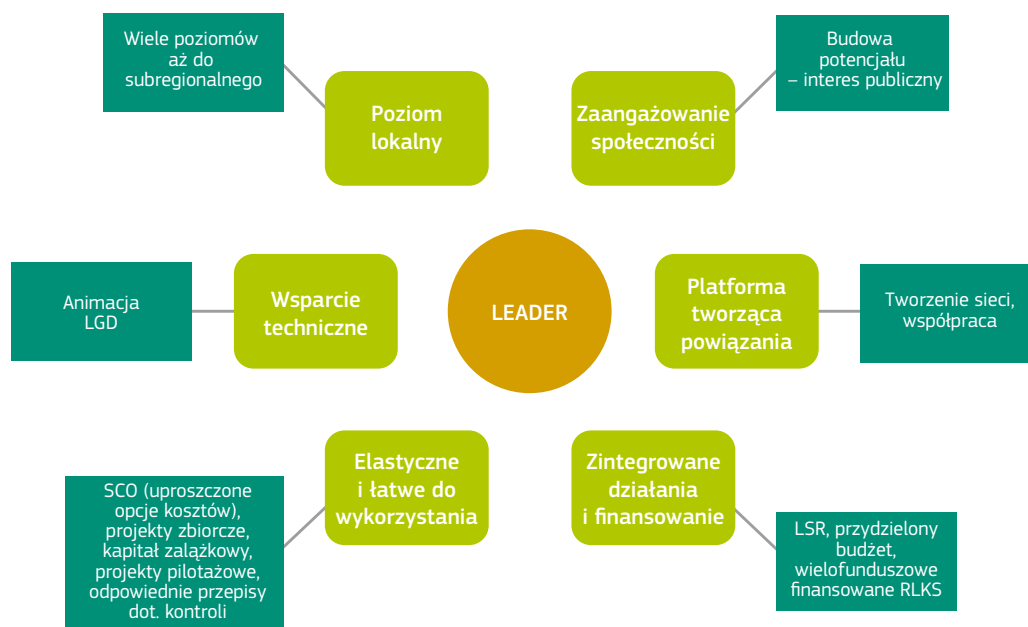 Wiele poziomów
aż do
subregionalnego
Poziom
lokalny
Zaangażowanie
społeczności
Budowa
potencjału
– interes publiczny
Animacja
LGD
Wsparcie
techniczne
LEADER
Platforma
tworząca
powiązania
Tworzenie sieci,
współpraca
SCO (uproszczone
opcje kosztów),
projekty zbiorcze,
kapitał zalążkowy,
projekty pilotażowe,
odpowiednie przepisy
dot. kontroli
Elastyczne
i łatwe do
wykorzystania
Zintegrowane
działania
i finansowanie
LSR, przydzielony
budżet,
wielofunduszowe
finansowane RLKS